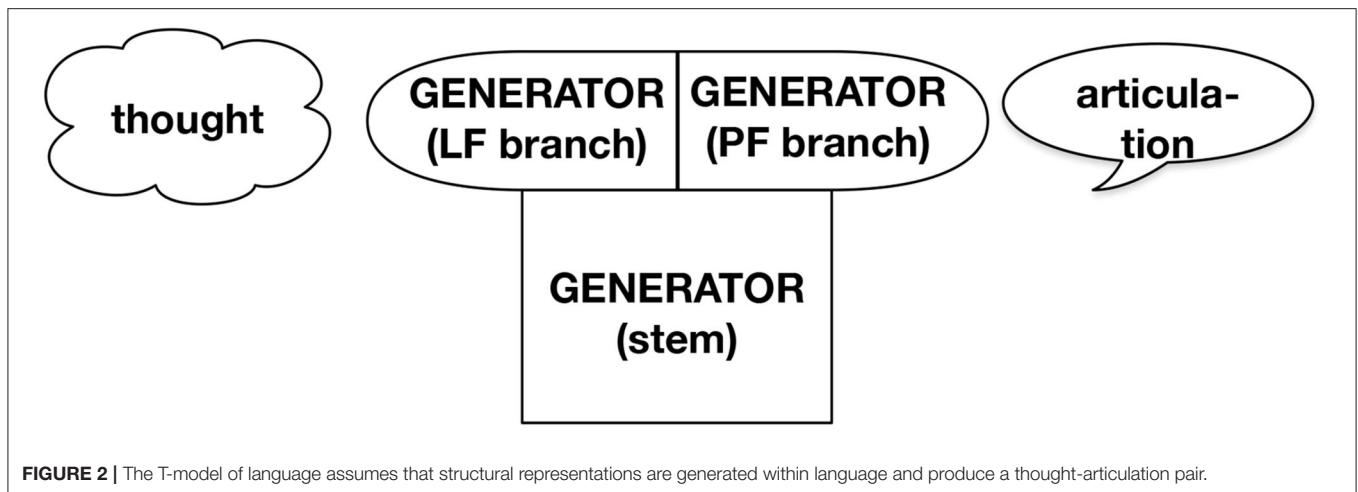 thought
GENERATOR
(LF branch)
GENERATOR
(PF branch)
articula-
tion
GENERATOR
(stem)
FIGURE 2 | The T-model of language assumes that structural representations are generated within language and produce a thought-articulation pair.